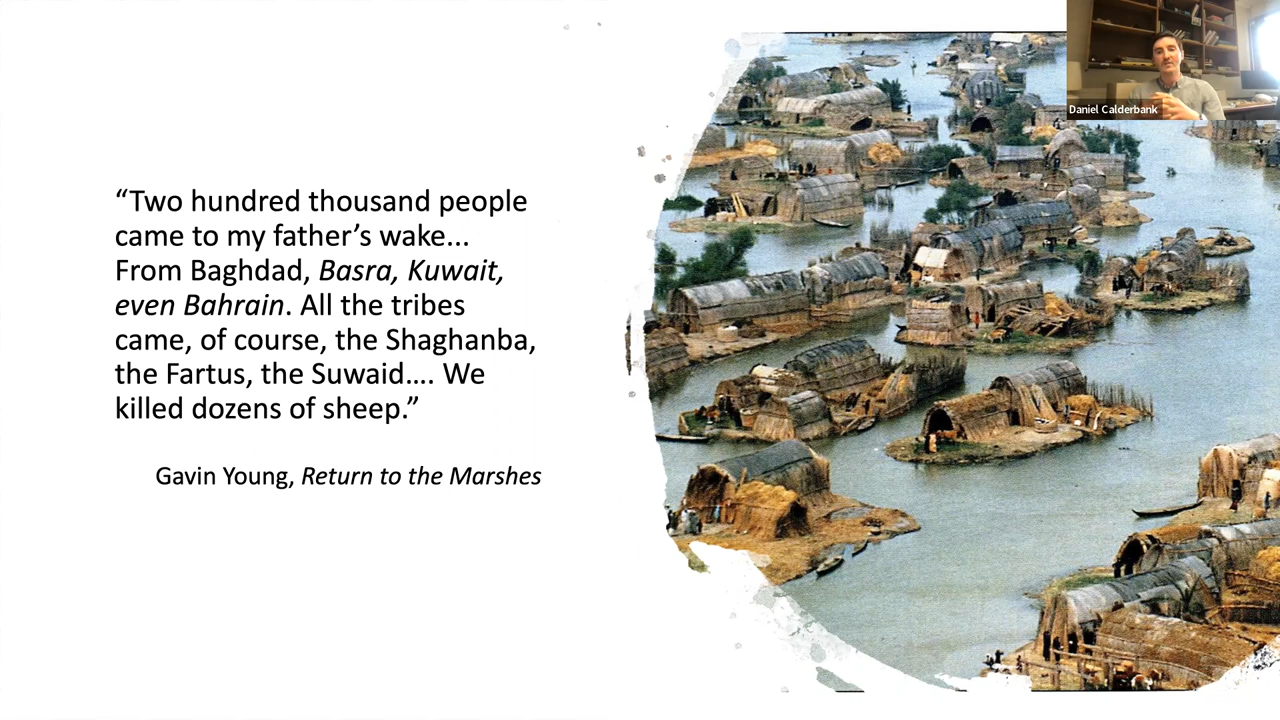 Daniel Calderbank
“Two hundred thousand people
came to my father’s wake...
From Baghdad, Basra, Kuwait,
even Bahrain. All the tribes
came, of course, the Shaghanba,
the Fartus, the Suwaid.... We
killed dozens of sheep.”
Gavin Young, Return to the Marshes